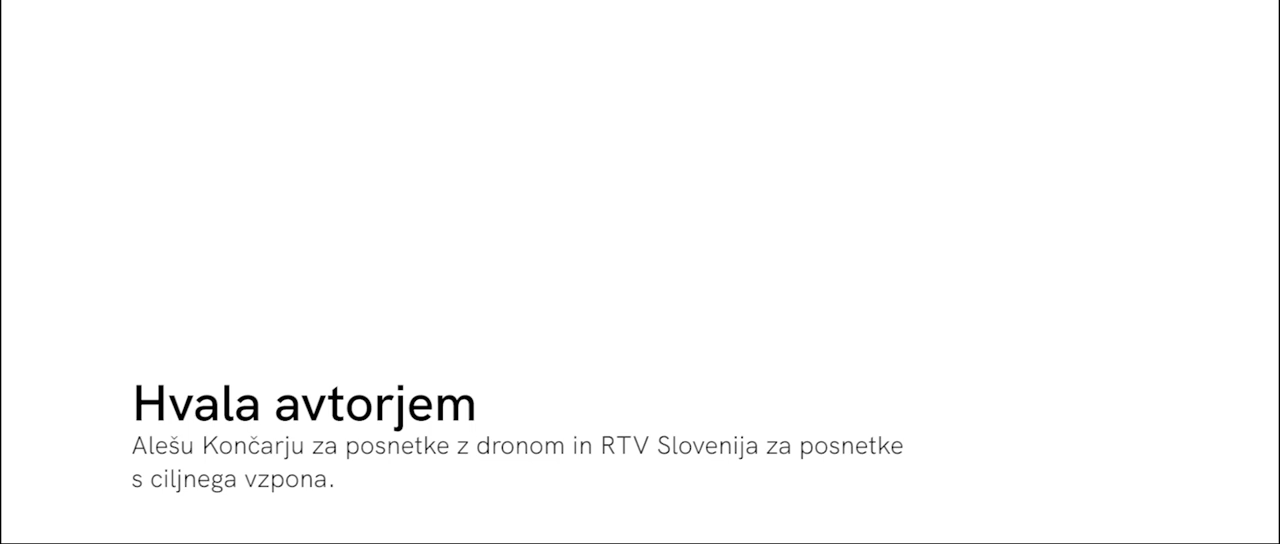 Hvala avtorjem
Alešu Končarju za posnetke z dronom in RTV Slovenija za posnetke
s ciljnega vzpona.